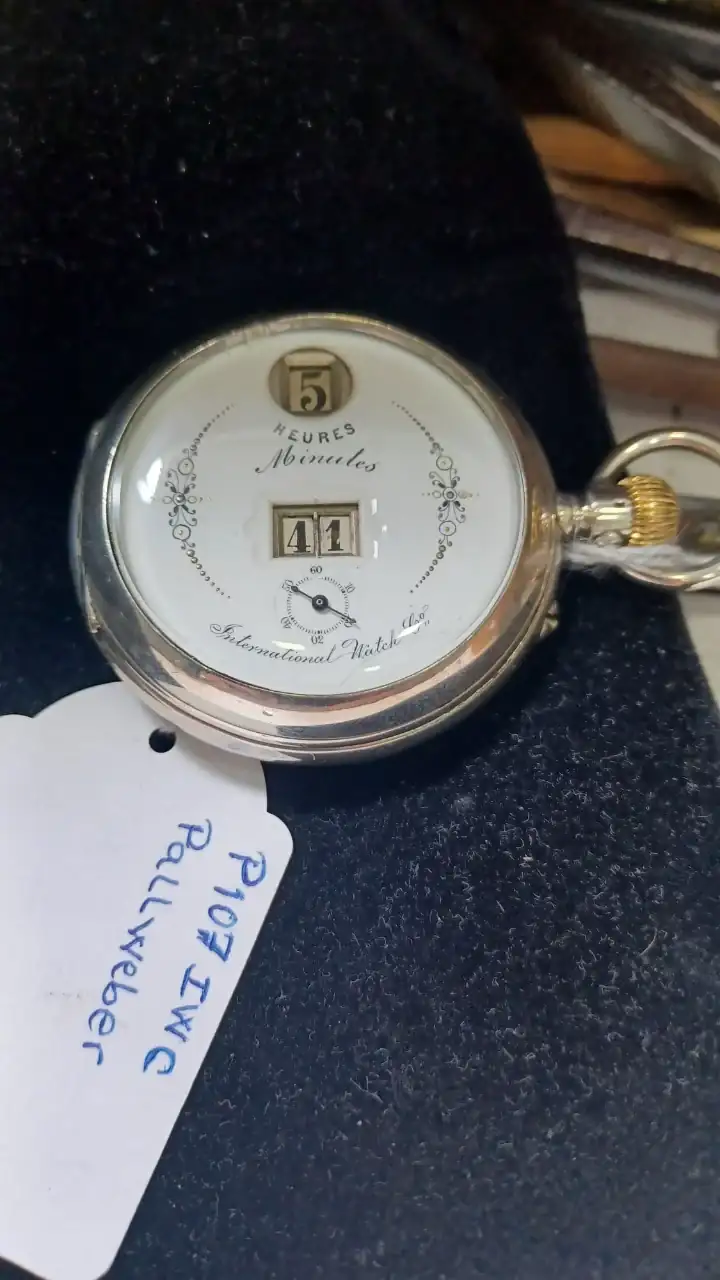 5
HEURES
Minutes
41
60
International Watch Co
P107 IWC
Pallweber